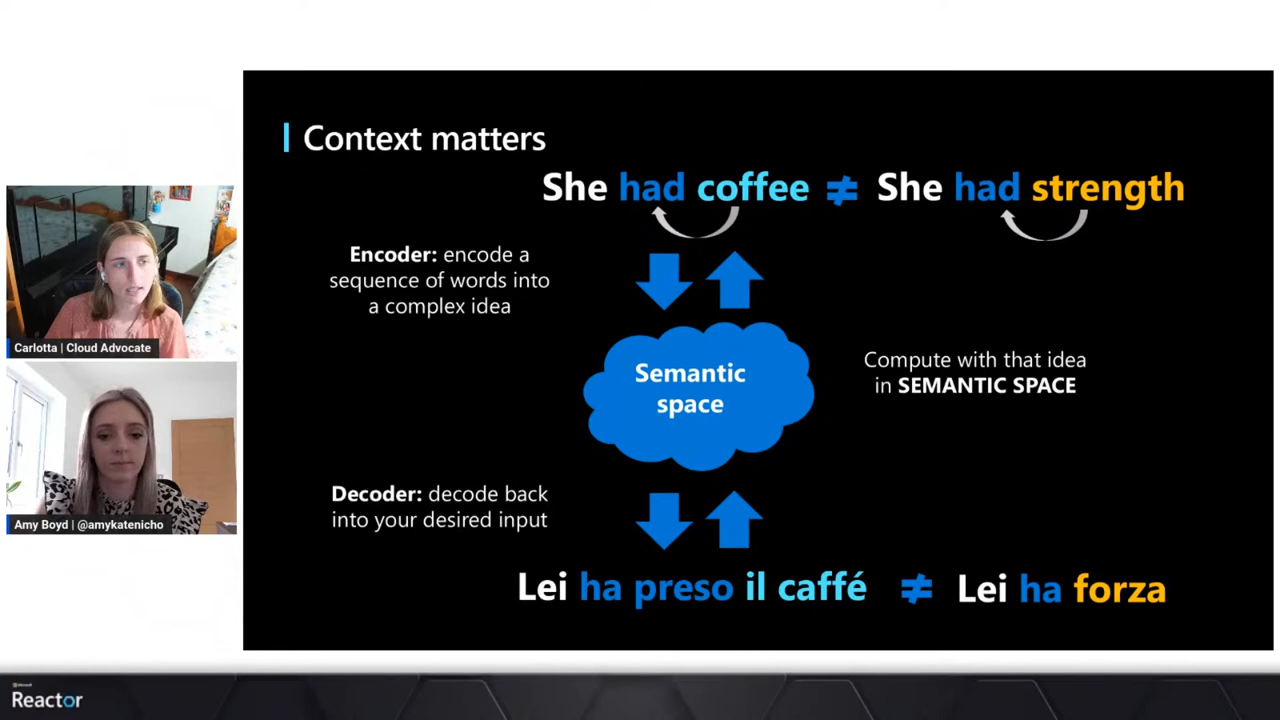 Context matters
She had coffee ≠ She had strength
Encoder: encode a
sequence of words into
a complex idea
Semantic
space
Compute with that idea
in SEMANTIC SPACE
Decoder: decode back
into your desired input
Lei ha preso il caffé ≠ Lei ha forza
Carlotta | Cloud Advocate
Amy Boyd | @amykatenicho
Microsoft
Reactor